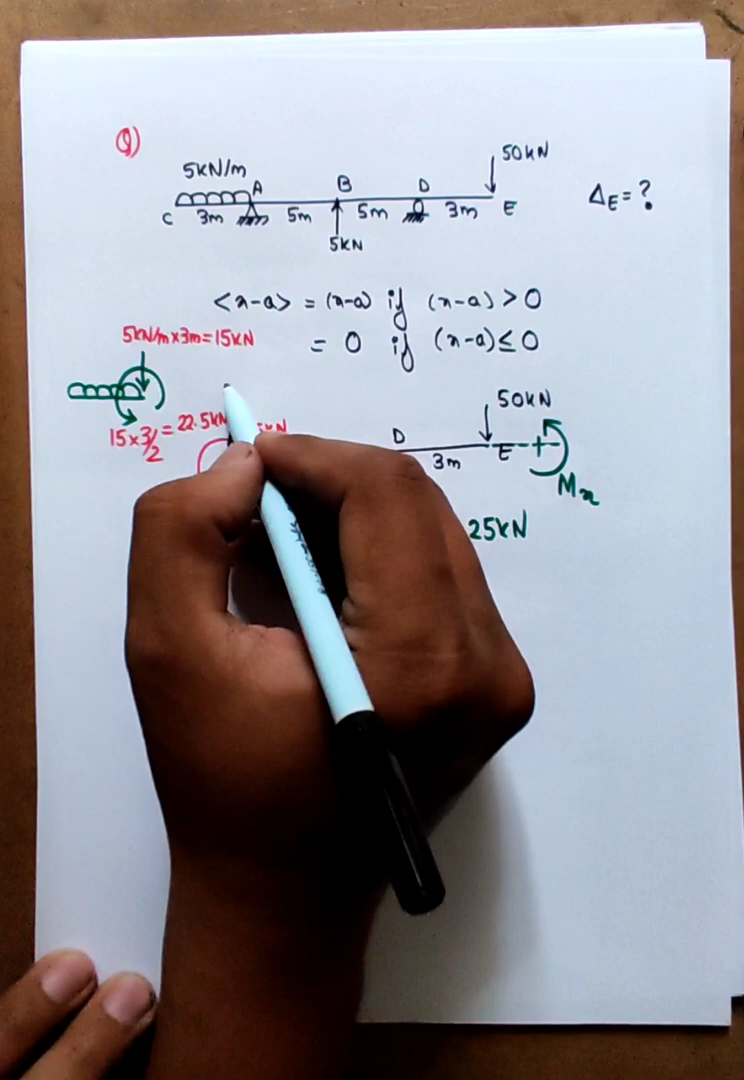 Q)
50kN
5KN/m
A B D
Δ_E = ?
C 3m 5m 5m 3m E
5KN
<x-a> = (x-a) if (x-a) > 0
= 0 if (x-a) ≤ 0
5KN/m×3m=15KN
50kN
15×3/2 = 22.5KN
D
3m E
Mx
25KN